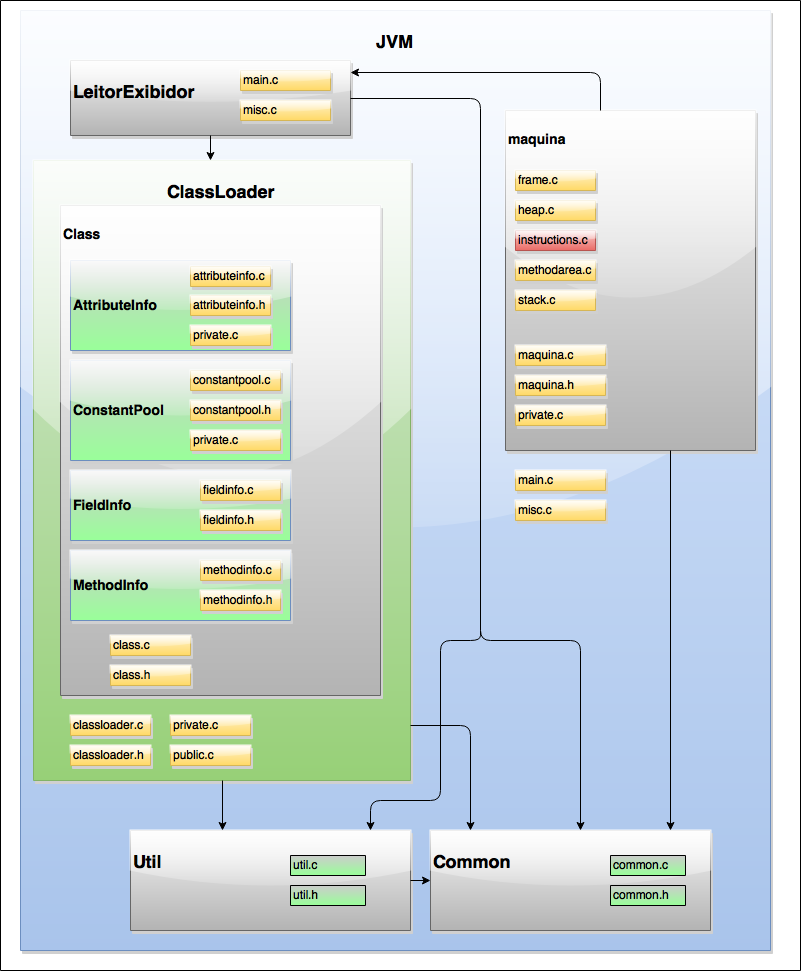 JVM
LeitorExibidor
main.c
misc.c
maquina
frame.c
heap.c
instructions.c
methodarea.c
stack.c
maquina.c
maquina.h
private.c
main.c
misc.c
ClassLoader
Class
AttributeInfo
attributeinfo.c
attributeinfo.h
private.c
ConstantPool
constantpool.c
constantpool.h
private.c
FieldInfo
fieldinfo.c
fieldinfo.h
MethodInfo
methodinfo.c
methodinfo.h
class.c
class.h
classloader.c private.c
classloader.h public.c
Util
util.c
util.h
Common
common.c
common.h